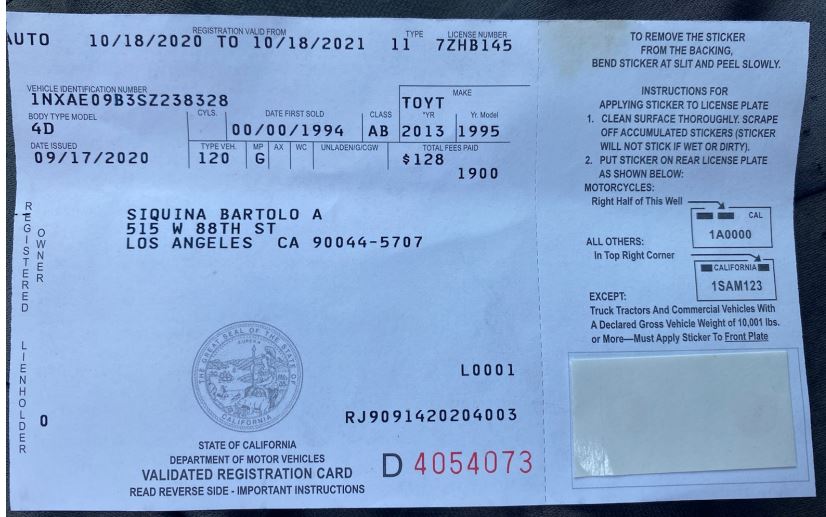 AUTO 10/18/2020 TO 10/18/2021 11 7ZHB145
REGISTRATION VALID FROM TYPE LICENSE NUMBER
VEHICLE IDENTIFICATION NUMBER MAKE
1NXAE09B3SZ238328 TOYT
BODY TYPE MODEL CYLS. DATE FIRST SOLD CLASS *YR Yr. Model
4D 00/00/1994 AB 2013 1995
DATE ISSUED TYPE VEH. MP AX WC UNLADEN/G/CGW TOTAL FEES PAID
09/17/2020 120 G $128
1900
REGISTERED OWNER
SIQUINA BARTOLO A
515 W 88TH ST
LOS ANGELES CA 90044-5707
LIENHOLDER
0
THE GREAT SEAL OF THE STATE OF CALIFORNIA
EUREKA
L0001
RJ9091420204003
STATE OF CALIFORNIA
DEPARTMENT OF MOTOR VEHICLES
VALIDATED REGISTRATION CARD
READ REVERSE SIDE - IMPORTANT INSTRUCTIONS
D 4054073
TO REMOVE THE STICKER
FROM THE BACKING,
BEND STICKER AT SLIT AND PEEL SLOWLY.
INSTRUCTIONS FOR
APPLYING STICKER TO LICENSE PLATE
1. CLEAN SURFACE THOROUGHLY. SCRAPE
OFF ACCUMULATED STICKERS (STICKER
WILL NOT STICK IF WET OR DIRTY).
2. PUT STICKER ON REAR LICENSE PLATE
AS SHOWN BELOW:
MOTORCYCLES:
Right Half of This Well
CAL
1A0000
ALL OTHERS:
In Top Right Corner
CALIFORNIA
1SAM123
EXCEPT:
Truck Tractors And Commercial Vehicles With
A Declared Gross Vehicle Weight of 10,001 lbs.
or More—Must Apply Sticker To Front Plate